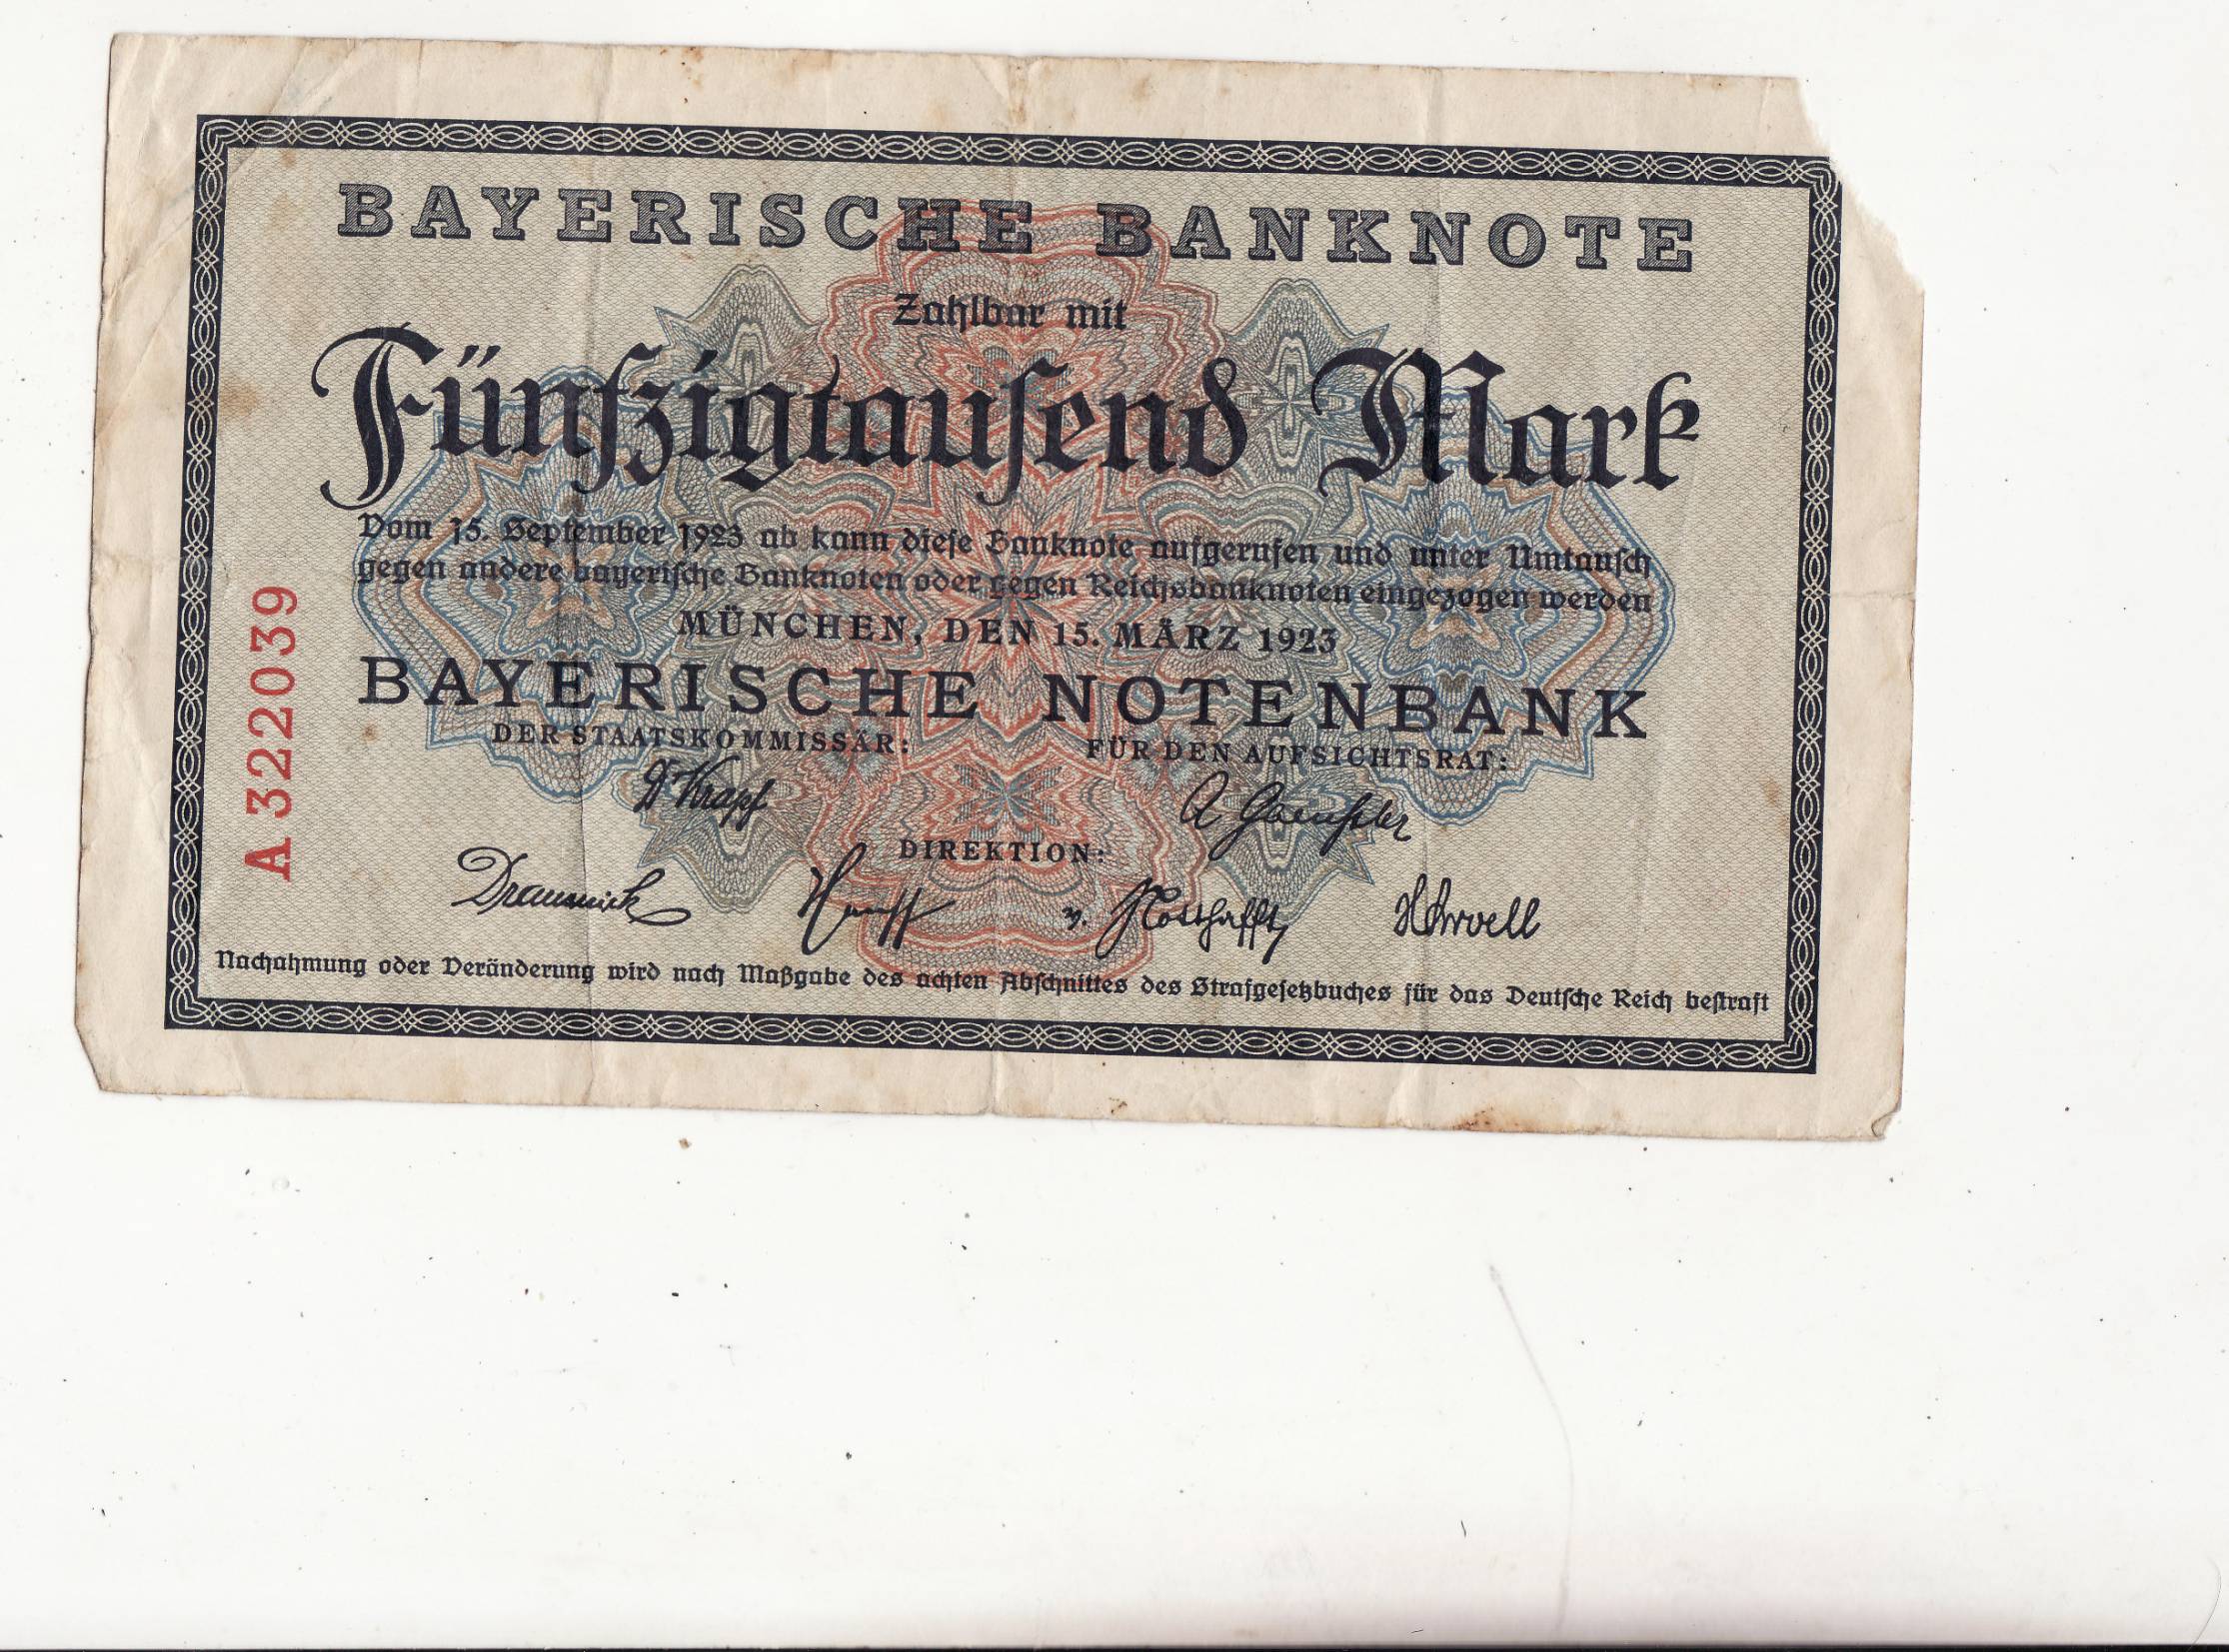 BAYERISCHE BANKNOTE
Zahlbar mit
Fünfzigtausend Mark
Vom 15. September 1923 ab kann diese Banknote aufgerufen und unter Umtausch
gegen andere bayerische Banknoten oder gegen Reichsbanknoten eingezogen werden
MÜNCHEN, DEN 15. MÄRZ 1923
BAYERISCHE NOTENBANK
DER STAATSKOMMISSÄR:
FÜR DEN AUFSICHTSRAT:
Dr Krapf
DIREKTION:
Nachahmung oder Veränderung wird nach Maßgabe des achten Abschnittes des Strafgesetzbuches für das Deutsche Reich bestraft
A 322039